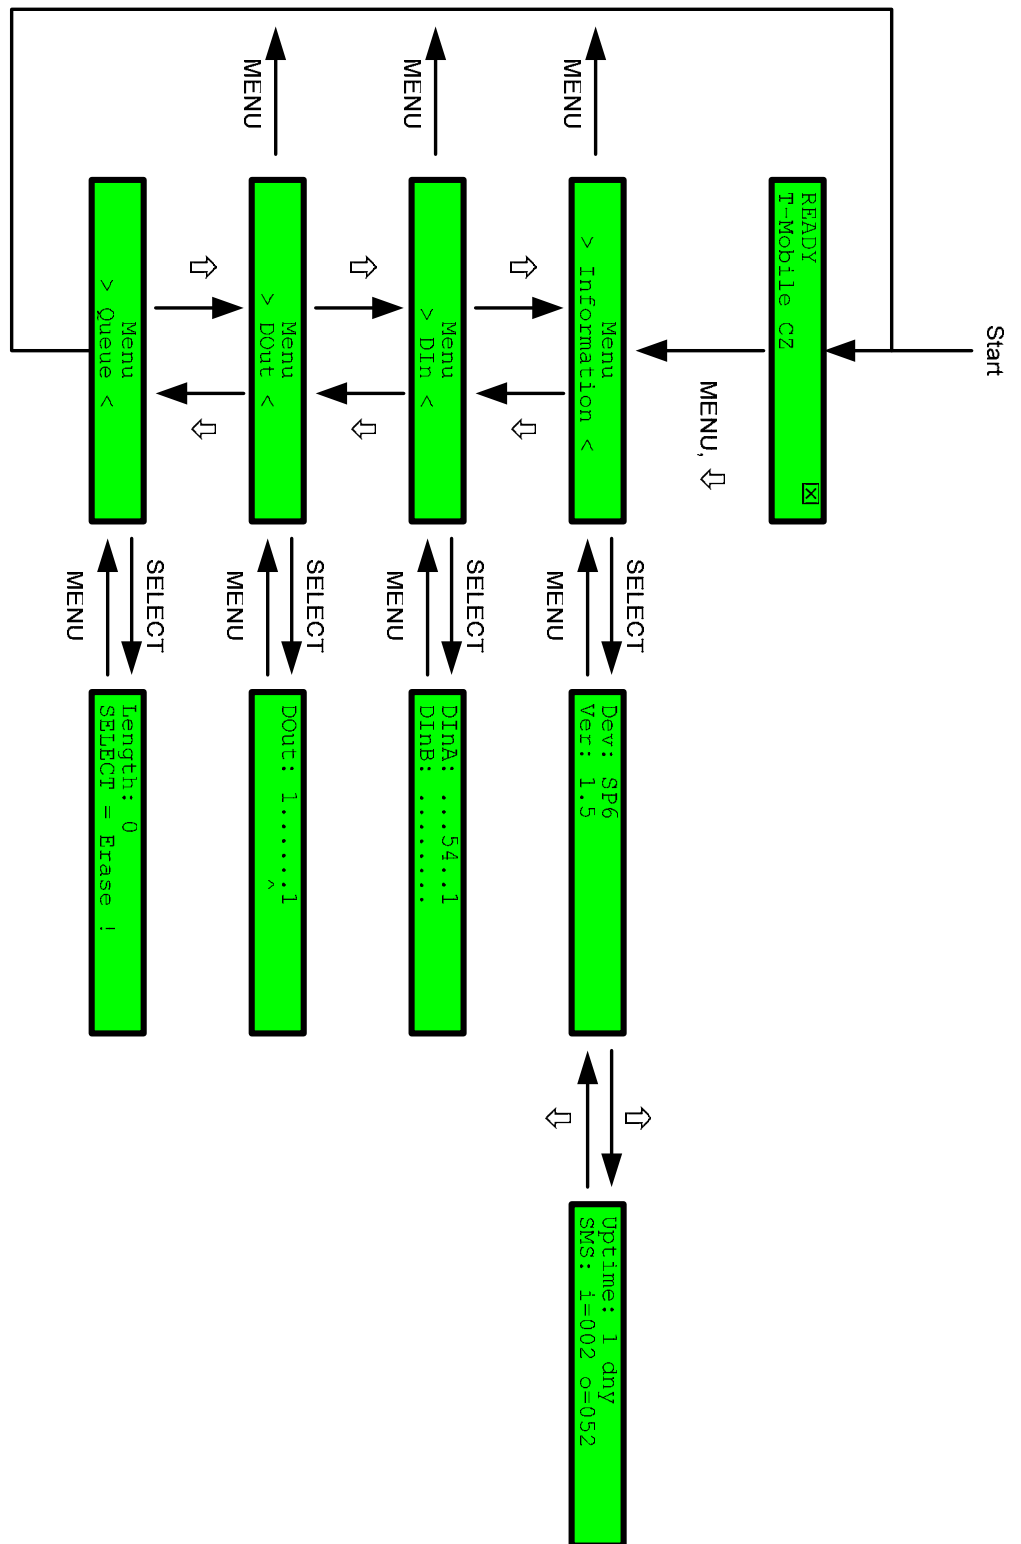 Start
READY ☒
T-Mobile CZ
MENU, ⇩
Menu
> Information <
MENU
SELECT
MENU
Dev: SP6
Ver: 1.5
⇨
⇦
Uptime: 1 dny
SMS: i=002 o=052
⇧
⇩
Menu
> DIn <
MENU
SELECT
MENU
DInA: ...54..1
DInB: ........
⇧
⇩
Menu
> DOut <
MENU
SELECT
MENU
DOut: 1......1
^
⇧
⇩
Menu
> Queue <
SELECT
MENU
Length: 0
SELECT = Erase !